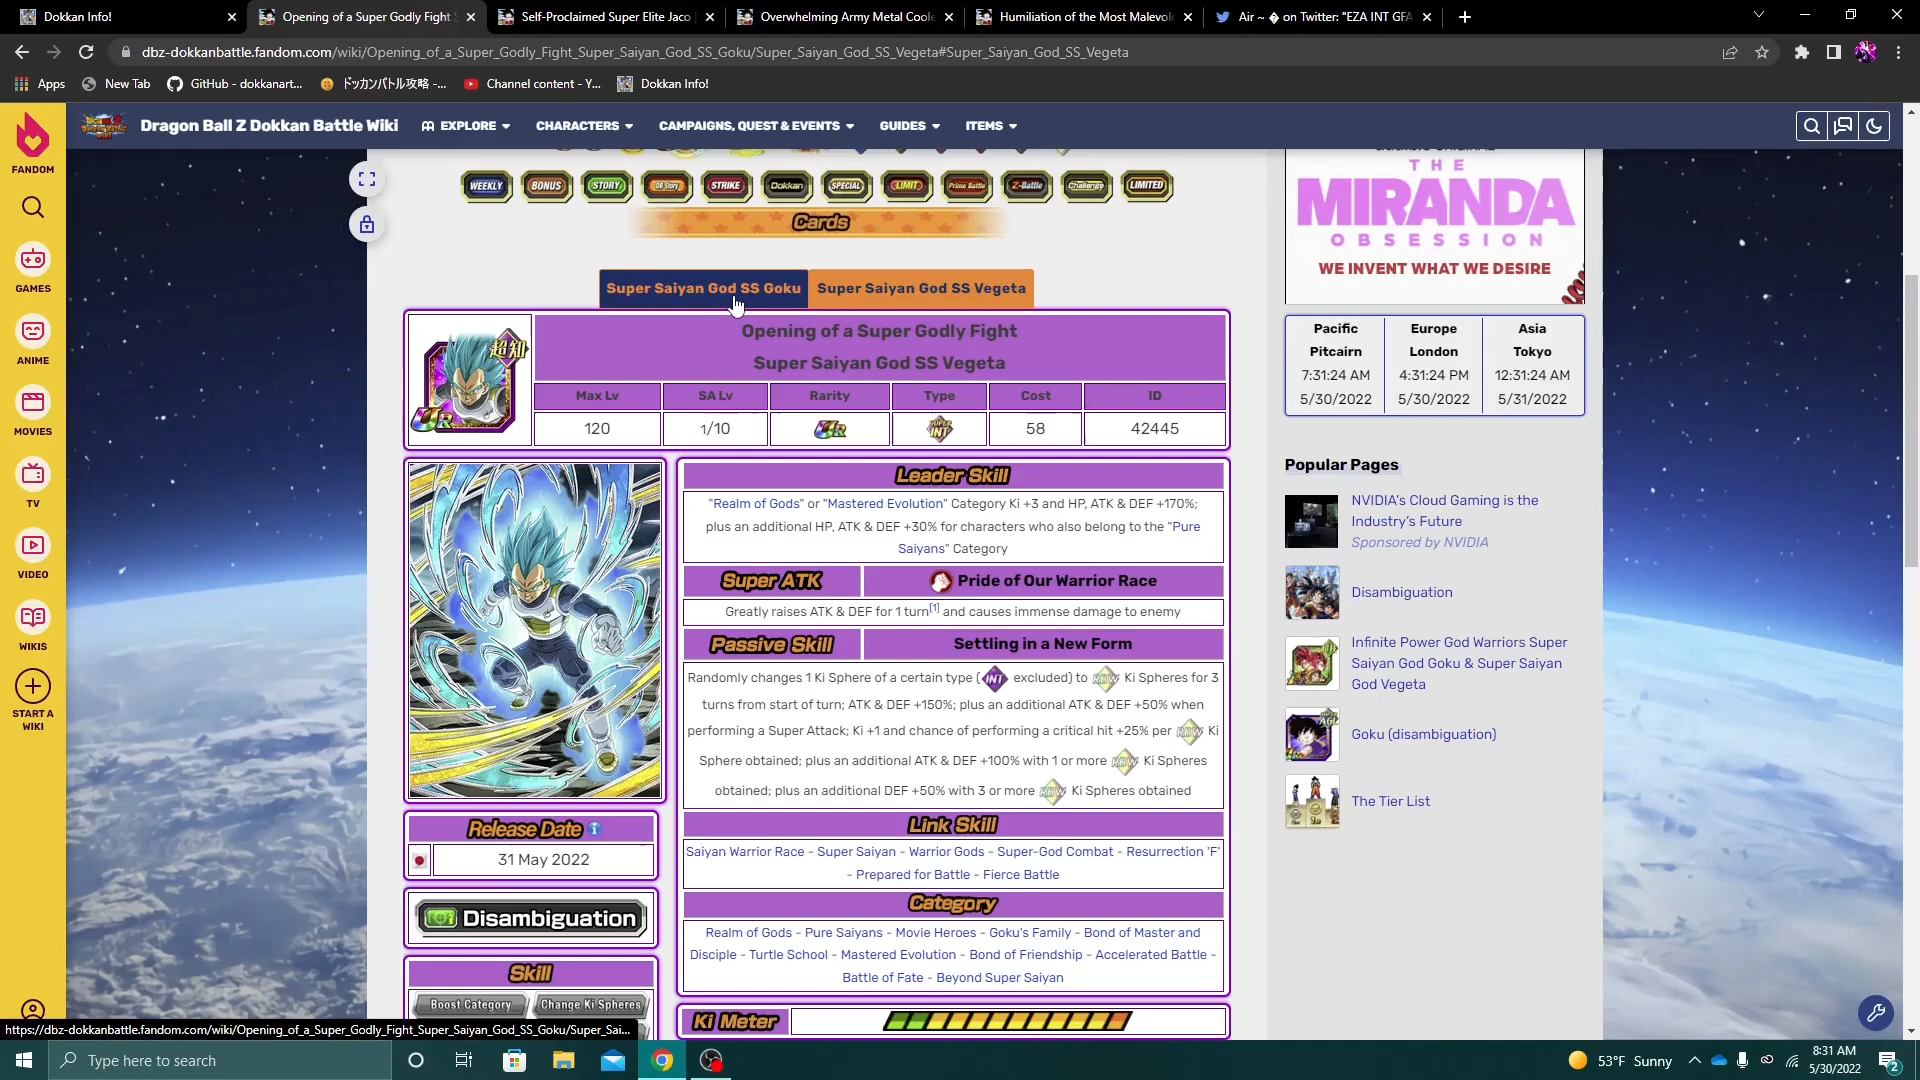 Dokkan Info!
Opening of a Super Godly Fight S
Self-Proclaimed Super Elite Jaco
Overwhelming Army Metal Coole
Humiliation of the Most Malevole
Air ~ � on Twitter: "EZA INT GFA
dbz-dokkanbattle.fandom.com/wiki/Opening_of_a_Super_Godly_Fight_Super_Saiyan_God_SS_Goku/Super_Saiyan_God_SS_Vegeta#Super_Saiyan_God_SS_Vegeta
Apps
New Tab
GitHub - dokkanart...
ドッカンバトル攻略 -...
Channel content - Y...
Dokkan Info!
FANDOM
GAMES
ANIME
MOVIES
TV
VIDEO
WIKIS
START A
WIKI
Dragon Ball Z Dokkan Battle Wiki
EXPLORE
CHARACTERS
CAMPAIGNS, QUEST & EVENTS
GUIDES
ITEMS
WEEKLY
BONUS
STORY
DB Story
STRIKE
Dokkan
SPECIAL
LIMIT
Prime Battle
Z-Battle
Challenge
LIMITED
Cards
Super Saiyan God SS Goku
Super Saiyan God SS Vegeta
超知
UR
Opening of a Super Godly Fight
Super Saiyan God SS Vegeta
Max Lv
SA Lv
Rarity
Type
Cost
ID
120
1/10
UR
SUPER
INT
58
42445
Leader Skill
"Realm of Gods" or "Mastered Evolution" Category Ki +3 and HP, ATK & DEF +170%;
plus an additional HP, ATK & DEF +30% for characters who also belong to the "Pure
Saiyans" Category
Super ATK
Pride of Our Warrior Race
Greatly raises ATK & DEF for 1 turn[1] and causes immense damage to enemy
Passive Skill
Settling in a New Form
Randomly changes 1 Ki Sphere of a certain type (INT excluded) to RBW Ki Spheres for 3
turns from start of turn; ATK & DEF +150%; plus an additional ATK & DEF +50% when
performing a Super Attack; Ki +1 and chance of performing a critical hit +25% per RBW Ki
Sphere obtained; plus an additional ATK & DEF +100% with 1 or more RBW Ki Spheres
obtained; plus an additional DEF +50% with 3 or more RBW Ki Spheres obtained
Link Skill
Saiyan Warrior Race - Super Saiyan - Warrior Gods - Super-God Combat - Resurrection 'F'
- Prepared for Battle - Fierce Battle
Category
Realm of Gods - Pure Saiyans - Movie Heroes - Goku's Family - Bond of Master and
Disciple - Turtle School - Mastered Evolution - Bond of Friendship - Accelerated Battle -
Battle of Fate - Beyond Super Saiyan
Ki Meter
Release Date
31 May 2022
Disambiguation
Skill
Boost Category
Change Ki Spheres
THE
MIRANDA
OBSESSION
WE INVENT WHAT WE DESIRE
Pacific
Pitcairn
7:31:24 AM
5/30/2022
Europe
London
4:31:24 PM
5/30/2022
Asia
Tokyo
12:31:24 AM
5/31/2022
Popular Pages
NVIDIA's Cloud Gaming is the
Industry's Future
Sponsored by NVIDIA
Disambiguation
Infinite Power God Warriors Super
Saiyan God Goku & Super Saiyan
God Vegeta
Goku (disambiguation)
The Tier List
https://dbz-dokkanbattle.fandom.com/wiki/Opening_of_a_Super_Godly_Fight_Super_Saiyan_God_SS_Goku/Super_Sai...
Type here to search
53°F Sunny
8:31 AM
5/30/2022
2